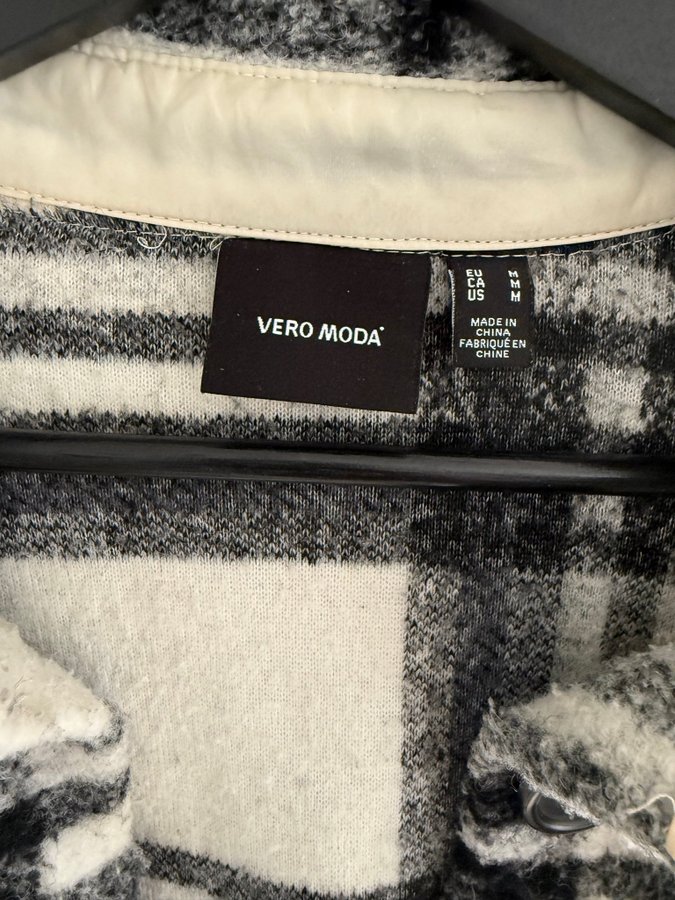 VERO MODA
EU M
CA M
US M
MADE IN
CHINA
FABRIQUÉ EN
CHINE